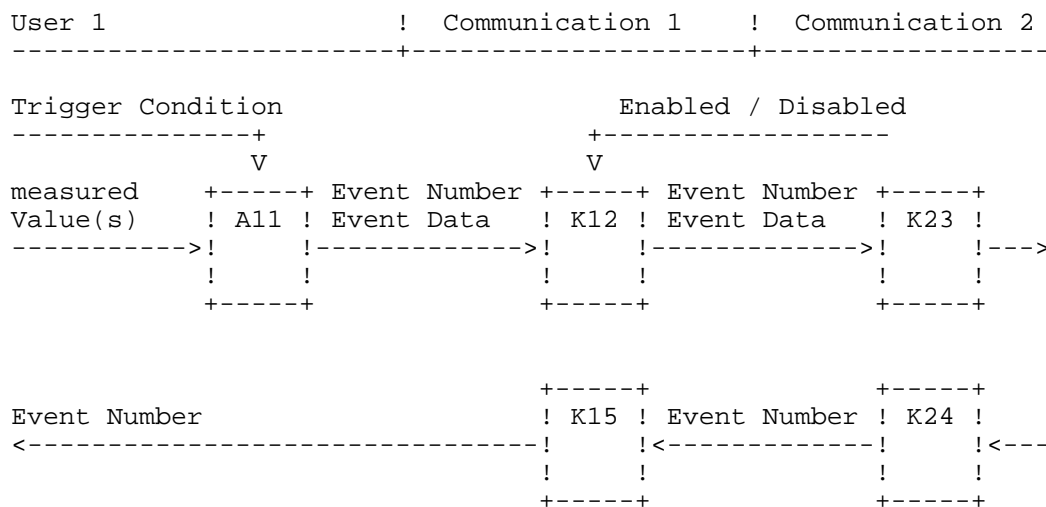 User 1                  !  Communication 1    !  Communication 2
------------------------+---------------------+------------------
Trigger Condition                     Enabled / Disabled
---------------+                    +------------------
               V                    V
measured    +-----+ Event Number +-----+ Event Number +-----+
Value(s)    ! A11 ! Event Data   ! K12 ! Event Data   ! K23 !
----------->!     !------------->!     !------------->!     !--->
            !     !              !     !              !     !
            +-----+              +-----+              +-----+
                                 +-----+              +-----+
Event Number                     ! K15 ! Event Number ! K24 !
<--------------------------------!     !<-------------!     !<---
                                 !     !              !     !
                                 +-----+              +-----+